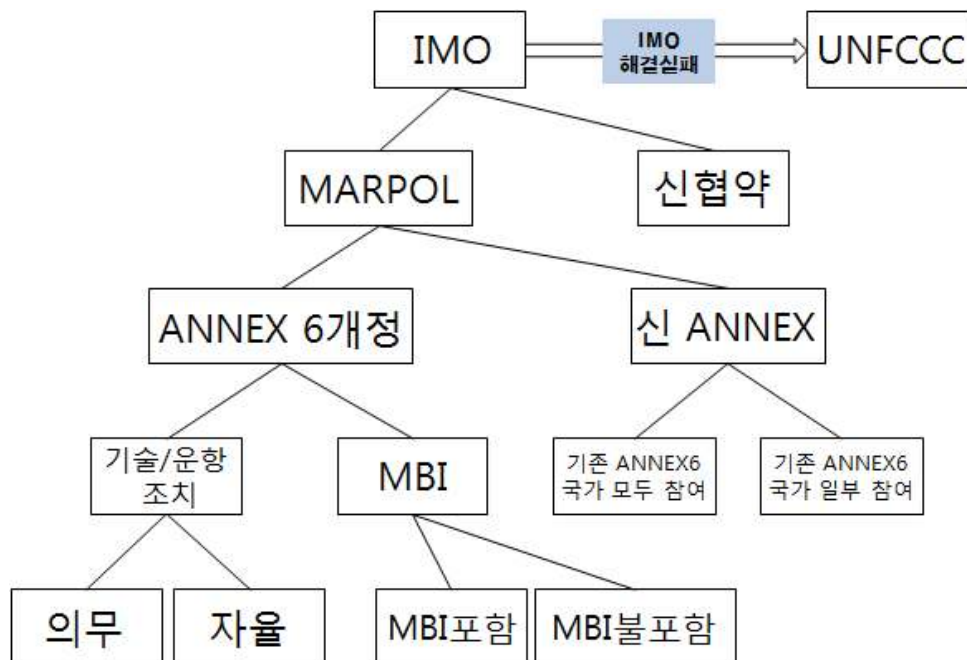 IMO
IMO
해결실패
UNFCCC
MARPOL
신협약
ANNEX 6개정
신 ANNEX
기술/운항
조치
MBI
기존 ANNEX6
국가 모두 참여
기존 ANNEX6
국가 일부 참여
의무
자율
MBI포함
MBI불포함